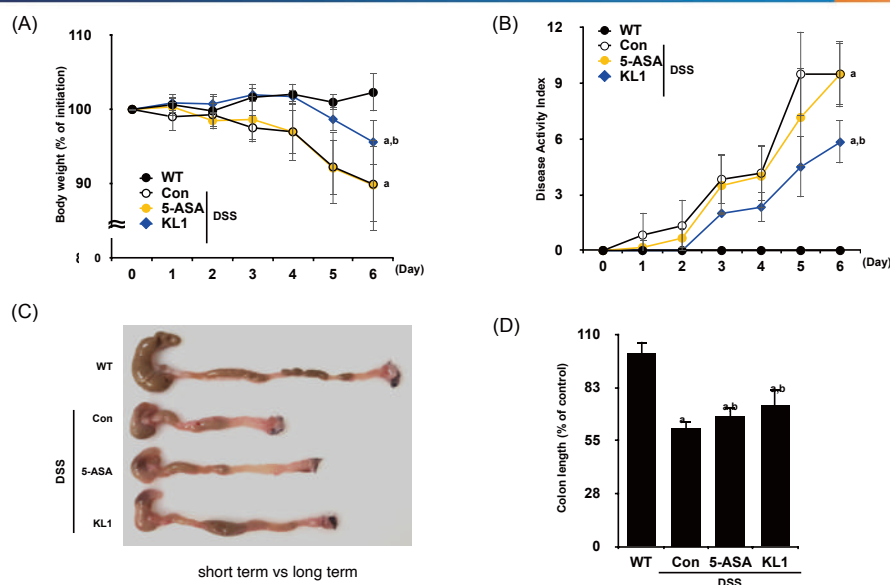 (A)
110
100
90
0
Body weight (% of initiation)
WT
Con
5-ASA
KL1
DSS
a,b
a
0 1 2 3 4 5 6 (Day)
(B)
12
9
6
3
0
Disease Activity Index
WT
Con
5-ASA
KL1
DSS
a
a,b
0 1 2 3 4 5 6 (Day)
(C)
WT
Con
5-ASA
KL1
DSS
short term vs long term
(D)
110
83
55
28
0
Colon length (% of control)
a
a,b
a,b
WT Con 5-ASA KL1
DSS